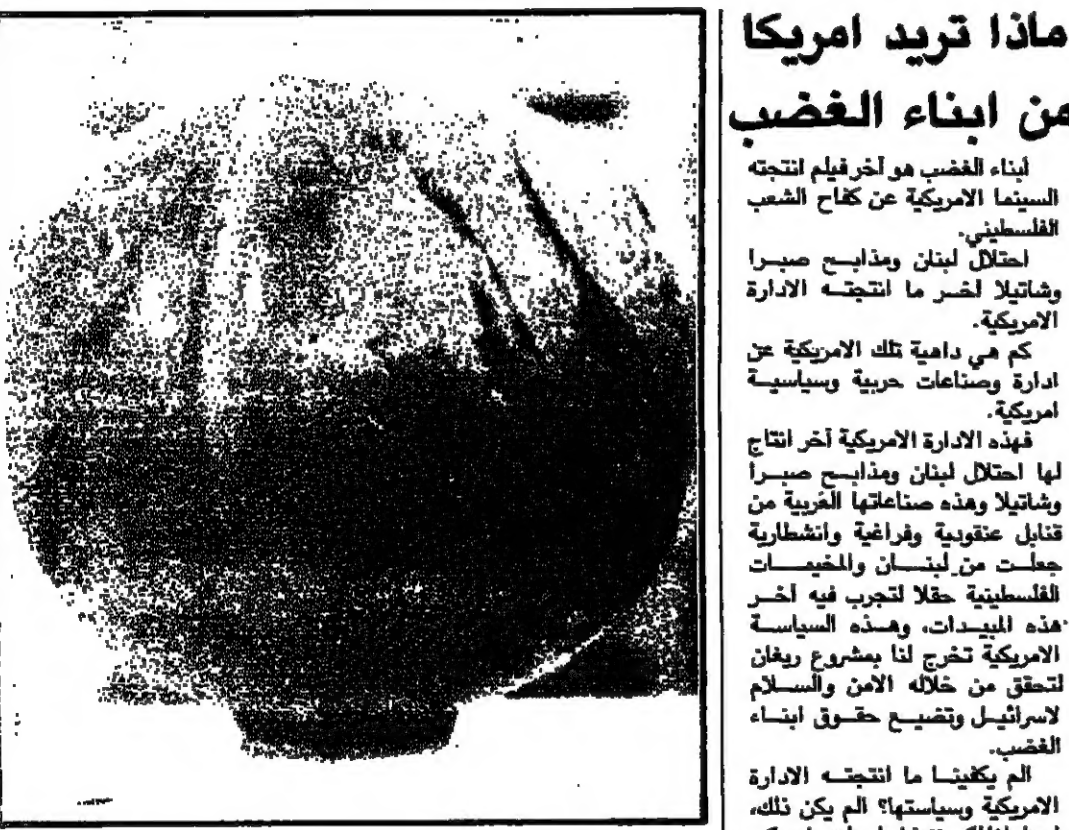 ماذا تريد امريكا
من ابناء الغضب
ابناء الغضب هو آخر فيلم انتجته
السينما الامريكية عن كفاح الشعب
الفلسطيني.
احتلال لبنان ومذابح صبرا
وشاتيلا اخر ما انتجته الادارة
الامريكية.
كم هي داهية تلك الامريكية عن
ادارة وصناعات حربية وسياسية
امريكية.
فهذه الادارة الامريكية آخر انتاج
لها احتلال لبنان ومذابح صبرا
وشاتيلا وهذه صناعاتها الغريبة من
قنابل عنقودية وفراغية وانشطارية
جعلت من لبنان والمخيمات
الفلسطينية حقلا لتجرب فيه آخر
هذه المبيدات، وهذه السياسة
الامريكية تخرج لنا بمشروع ريغان
لتحقق من خلاله الامن والسلام
لاسرائيل وتضيع حقوق ابناء
الغضب.
الم يكفينا ما انتجته الادارة
الامريكية وسياستها؟ الم يكن ذلك،